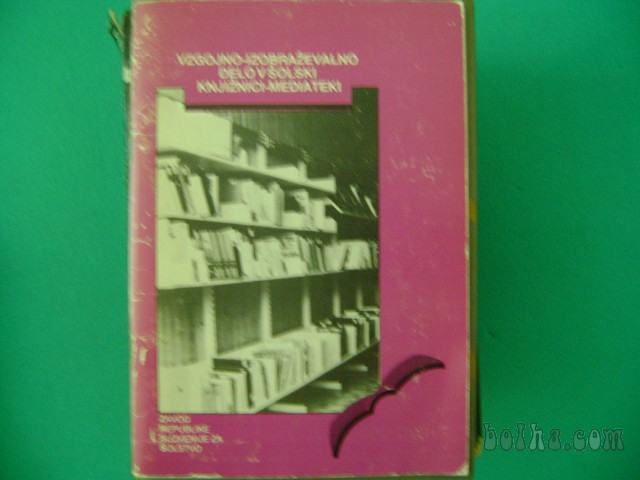 VZGOJNO-IZOBRAŽEVALNO
DELO V ŠOLSKI
KNJIŽNICI-MEDIATEKI
ZAVOD
REPUBLIKE
SLOVENIJE ZA
ŠOLSTVO
bolha.com